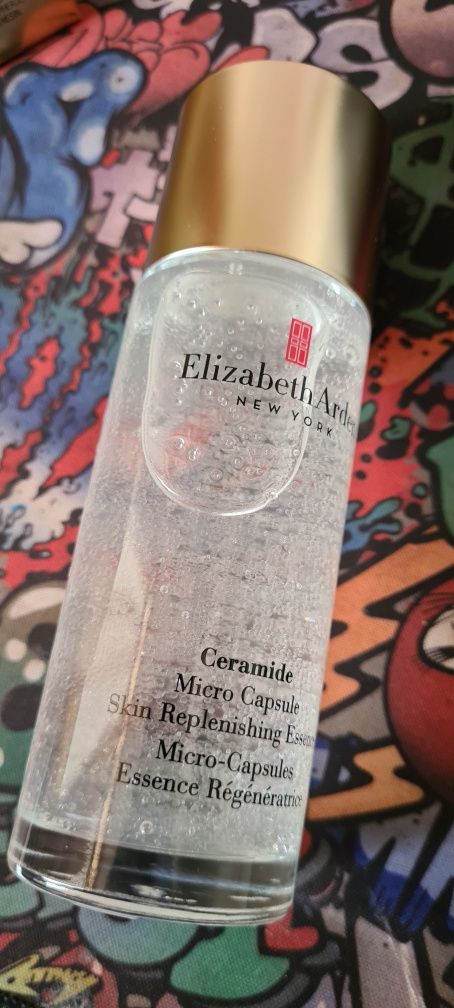 Elizabeth Arden
NEW YORK
Ceramide
Micro Capsule
Skin Replenishing Essence
Micro-Capsules
Essence Régénératrice